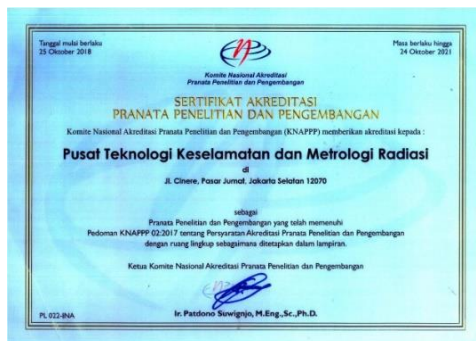 Tanggal mulai berlaku
25 Oktober 2018
Masa berlaku hingga
24 Oktober 2021
Komite Nasional Akreditasi
Pranata Penelitian dan Pengembangan
SERTIFIKAT AKREDITASI
PRANATA PENELITIAN DAN PENGEMBANGAN
Komite Nasional Akreditasi Pranata Penelitian dan Pengembangan (KNAPPP) memberikan akreditasi kepada :
Pusat Teknologi Keselamatan dan Metrologi Radiasi
di
Jl. Cinere, Pasar Jumat, Jakarta Selatan 12070
sebagai
Pranata Penelitian dan Pengembangan yang telah memenuhi
Pedoman KNAPPP 02:2017 tentang Persyaratan Akreditasi Pranata Penelitian dan Pengembangan
dengan ruang lingkup sebagaimana ditetapkan dalam lampiran.
Ketua Komite Nasional Akreditasi Pranata Penelitian dan Pengembangan
Ir. Patdono Suwignjo, M.Eng.,Sc.,Ph.D.
PL 022-INA